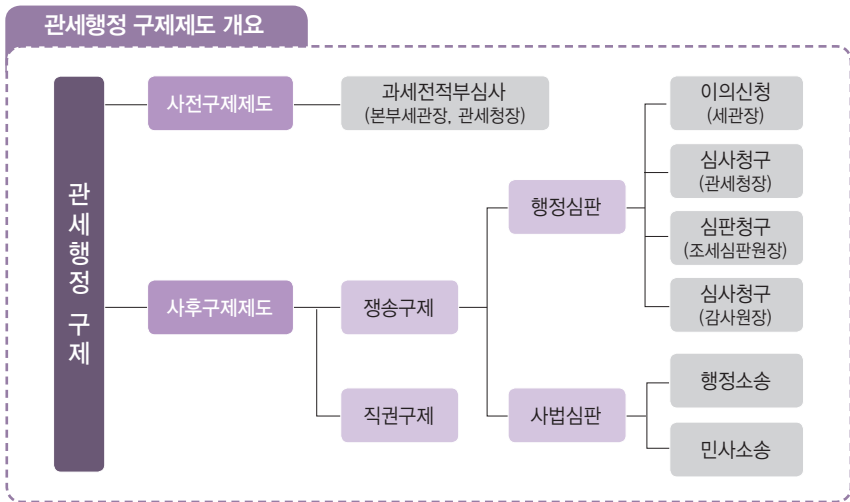 관세행정 구제제도 개요
관세행정 구제
사전구제제도
과세전적부심사
(본부세관장, 관세청장)
사후구제제도
쟁송구제
직권구제
행정심판
이의신청
(세관장)
심사청구
(관세청장)
심판청구
(조세심판원장)
심사청구
(감사원장)
사법심판
행정소송
민사소송